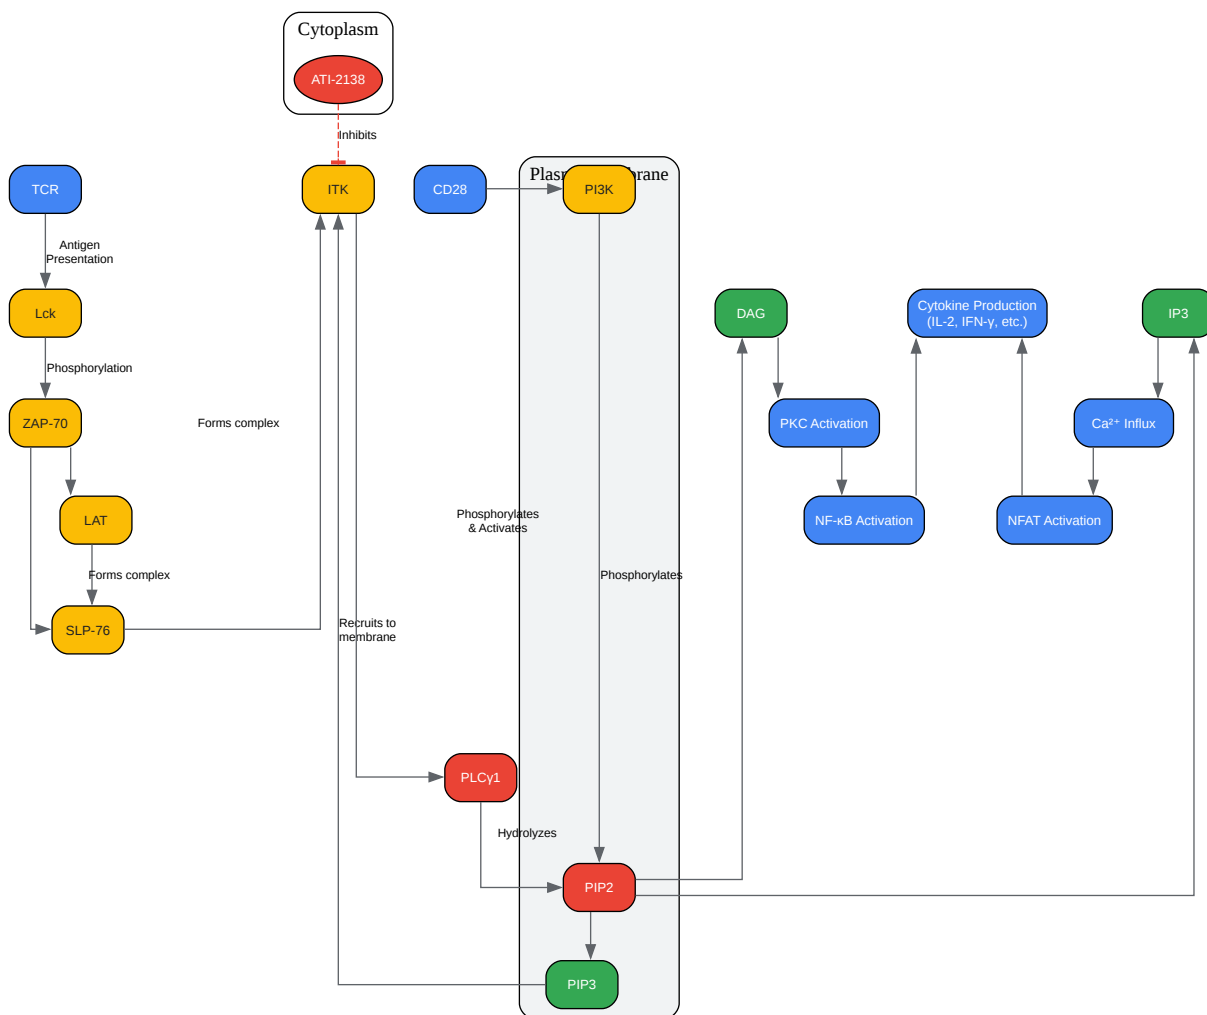 Cytoplasm
ATI-2138
Inhibits
TCR
ITK
CD28
PI3K
Antigen
Presentation
Lck
DAG
Cytokine Production
(IL-2, IFN-γ, etc.)
IP3
Phosphorylation
ZAP-70
Forms complex
PKC Activation
Ca²⁺ Influx
LAT
Phosphorylates
& Activates
NF-κB Activation
NFAT Activation
Forms complex
Phosphorylates
SLP-76
Recruits to
membrane
PLCγ1
Hydrolyzes
PIP2
PIP3